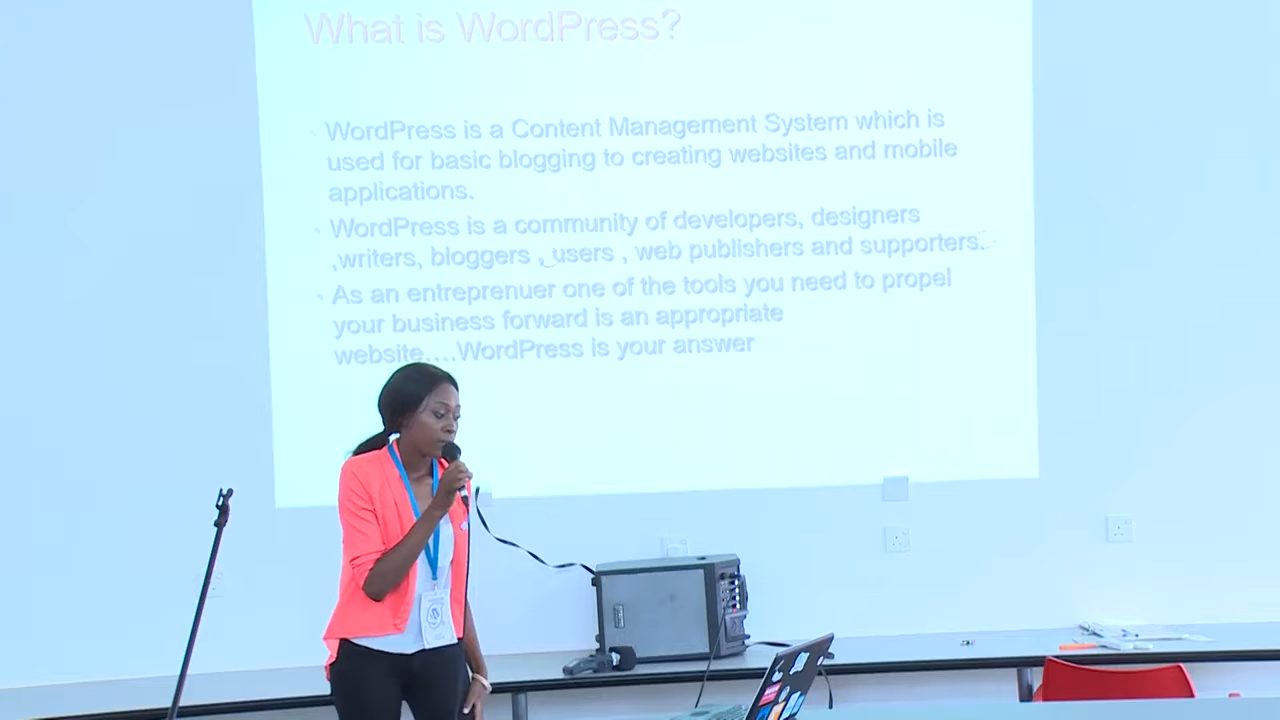 What is WordPress?
WordPress is a Content Management System which is
used for basic blogging to creating websites and mobile
applications.
WordPress is a community of developers, designers
,writers, bloggers , users , web publishers and supporters.
As an entreprenuer one of the tools you need to propel
your business forward is an appropriate
website....WordPress is your answer